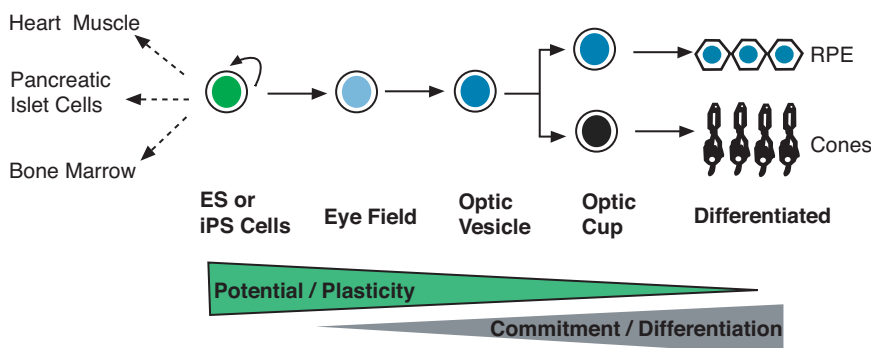 Heart Muscle
Pancreatic
Islet Cells
Bone Marrow
RPE
Cones
ES or
iPS Cells
Eye Field
Optic
Vesicle
Optic
Cup
Differentiated
Potential / Plasticity
Commitment / Differentiation